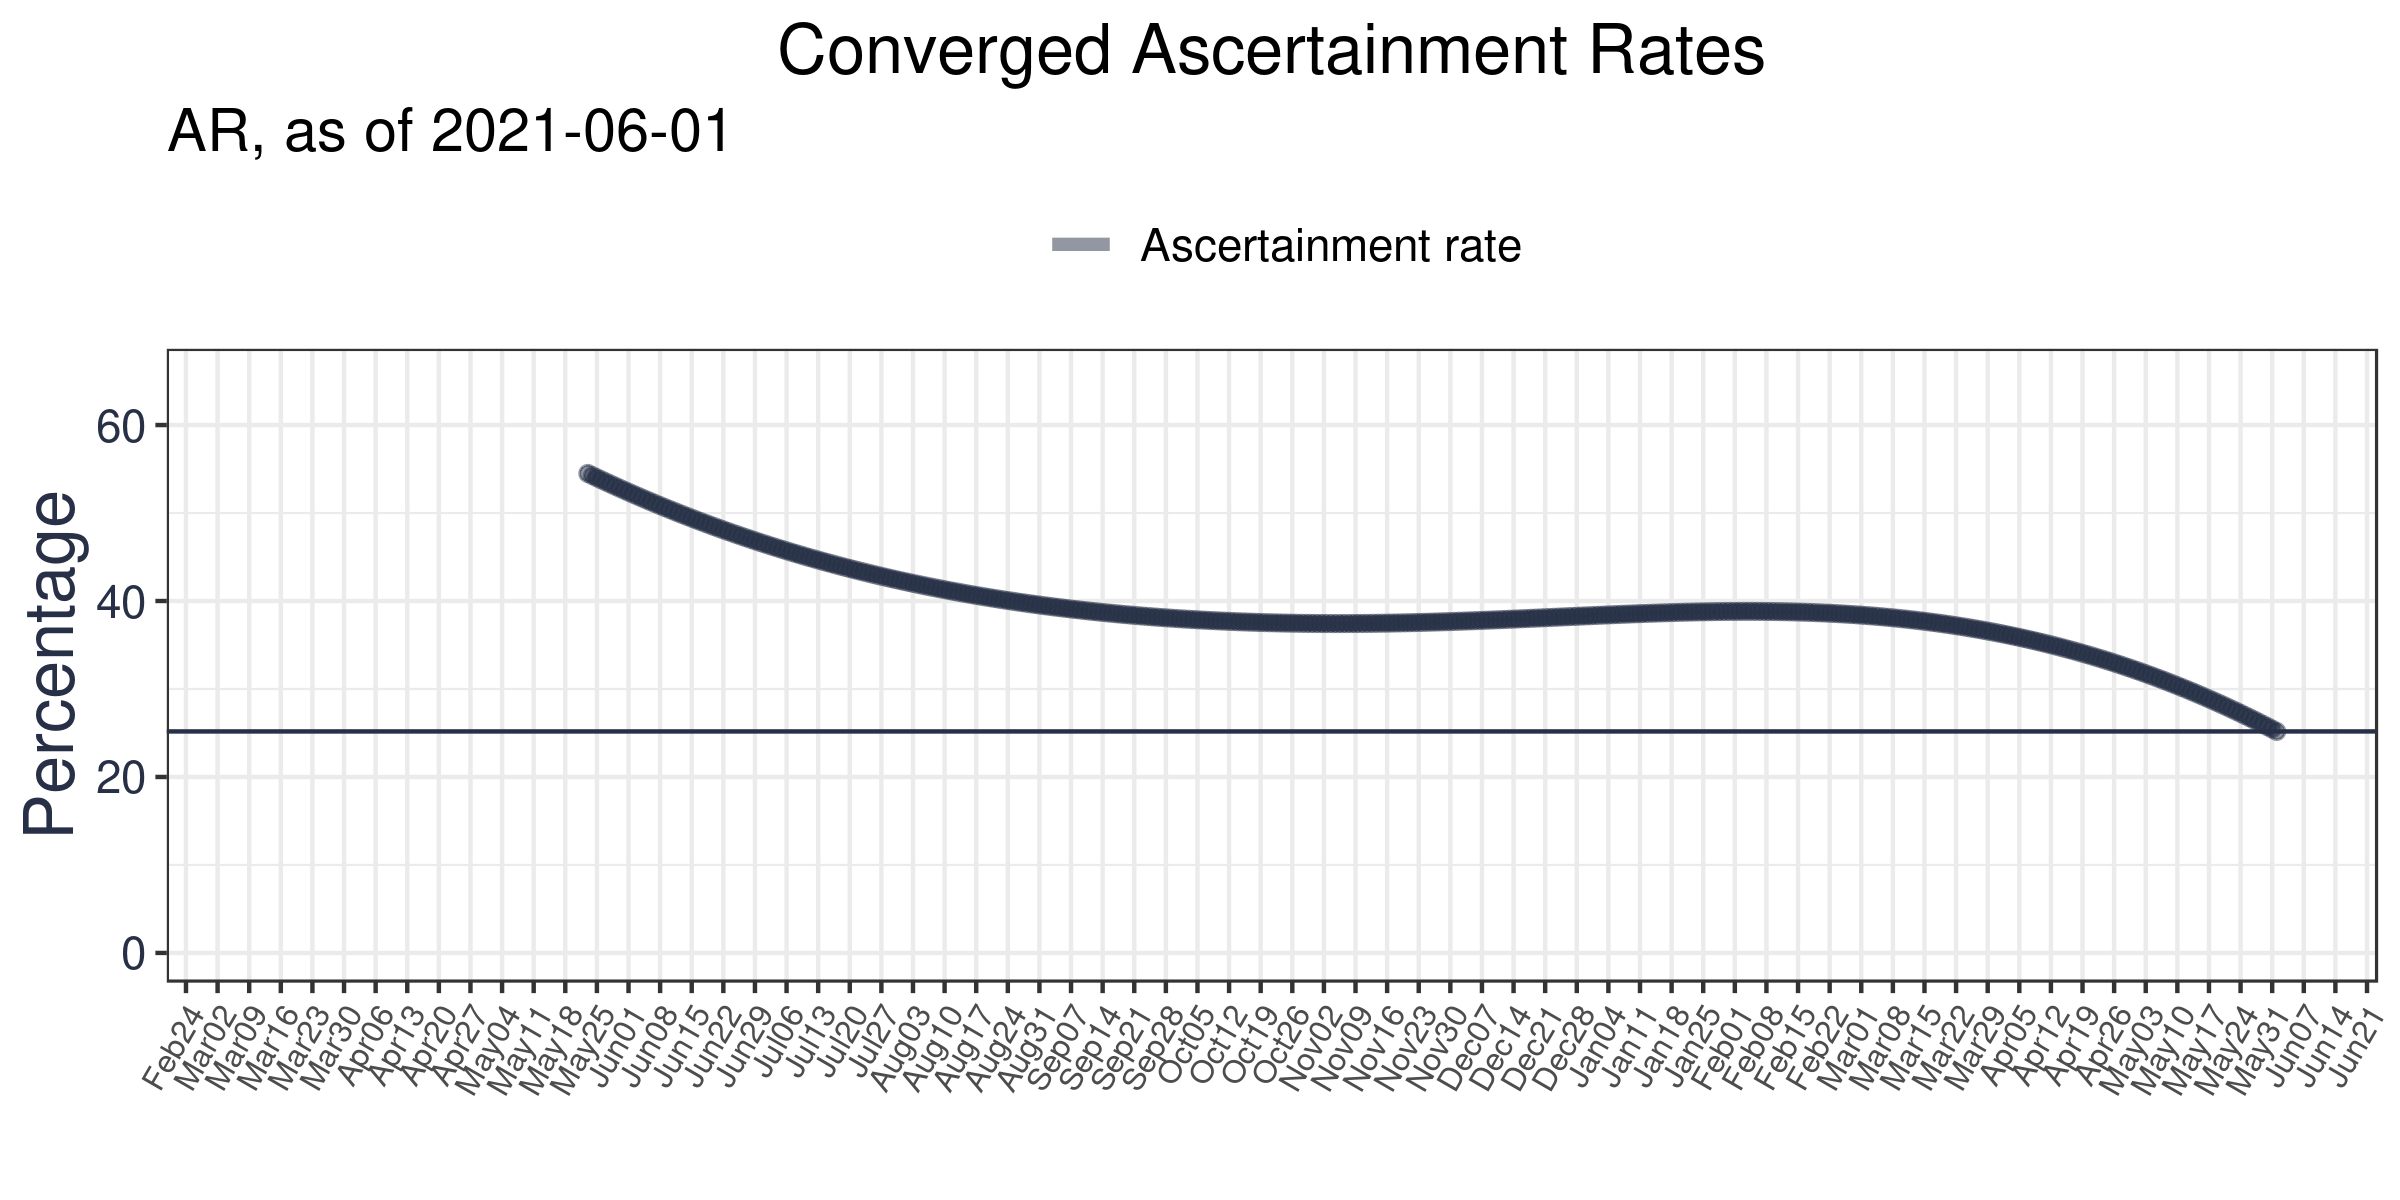 Converged Ascertainment Rates
AR, as of 2021-06-01
Ascertainment rate
Percentage
60
40
20
0
Feb24 Mar02 Mar09 Mar16 Mar23 Mar30 Apr06 Apr13 Apr20 Apr27 May04 May11 May18 May25 Jun01 Jun08 Jun15 Jun22 Jun29 Jul06 Jul13 Jul20 Jul27 Aug03 Aug10 Aug17 Aug24 Aug31 Sep07 Sep14 Sep21 Sep28 Oct05 Oct12 Oct19 Oct26 Nov02 Nov09 Nov16 Nov23 Nov30 Dec07 Dec14 Dec21 Dec28 Jan04 Jan11 Jan18 Jan25 Feb01 Feb08 Feb15 Feb22 Mar01 Mar08 Mar15 Mar22 Mar29 Apr05 Apr12 Apr19 Apr26 May03 May10 May17 May24 May31 Jun07 Jun14 Jun21